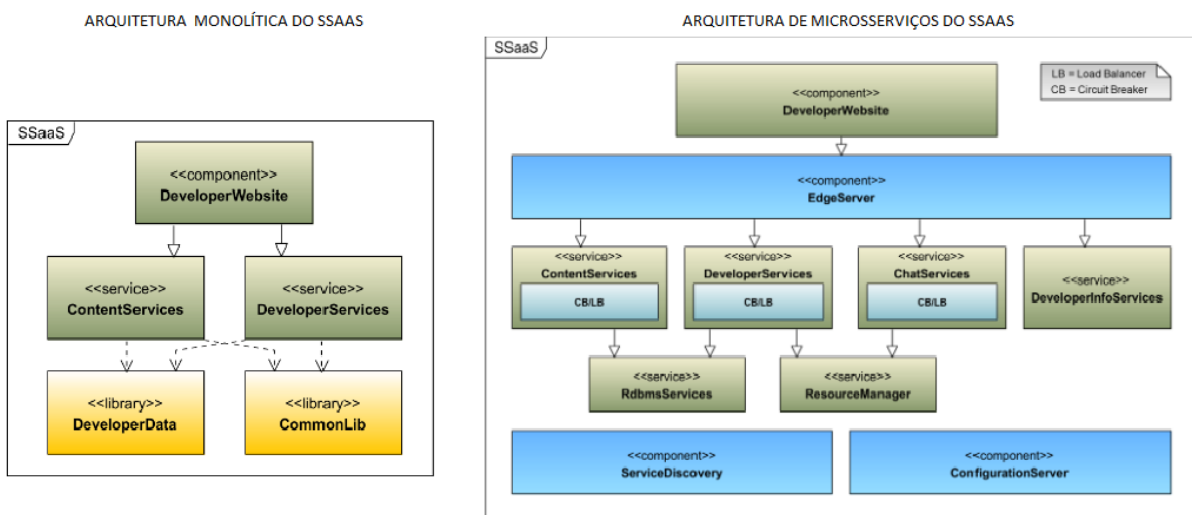 ARQUITETURA MONOLÍTICA DO SSAAS
SSaaS
<<component>>
DeveloperWebsite
<<service>>
ContentServices
<<service>>
DeveloperServices
<<library>>
DeveloperData
<<library>>
CommonLib
ARQUITETURA DE MICROSSERVIÇOS DO SSAAS
SSaaS
LB = Load Balancer
CB = Circuit Breaker
<<component>>
DeveloperWebsite
<<component>>
EdgeServer
<<service>>
ContentServices
CB/LB
<<service>>
DeveloperServices
CB/LB
<<service>>
ChatServices
CB/LB
<<service>>
DeveloperInfoServices
<<service>>
RdbmsServices
<<service>>
ResourceManager
<<component>>
ServiceDiscovery
<<component>>
ConfigurationServer